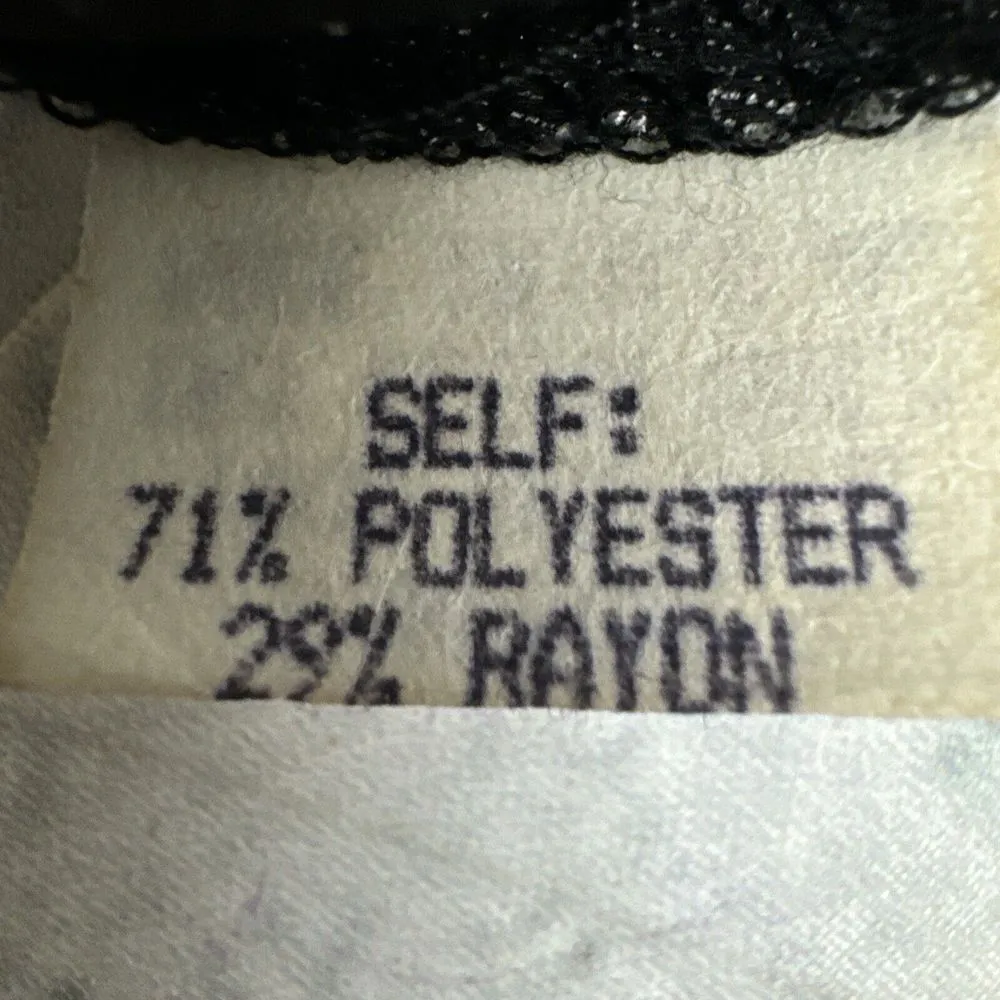 SELF:
71% POLYESTER
29% RAYON